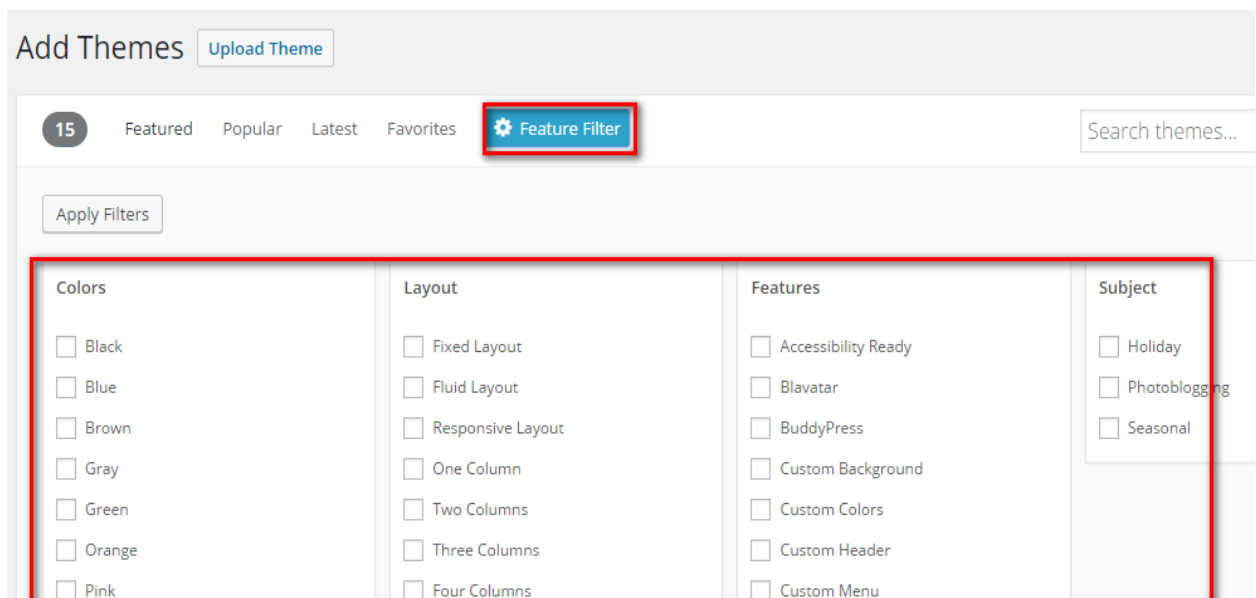 Add Themes Upload Theme
15 Featured Popular Latest Favorites Feature Filter Search themes...
Apply Filters
Colors Layout Features Subject
Black Fixed Layout Accessibility Ready Holiday
Blue Fluid Layout Blavatar Photoblogging
Brown Responsive Layout BuddyPress Seasonal
Gray One Column Custom Background
Green Two Columns Custom Colors
Orange Three Columns Custom Header
Pink Four Columns Custom Menu